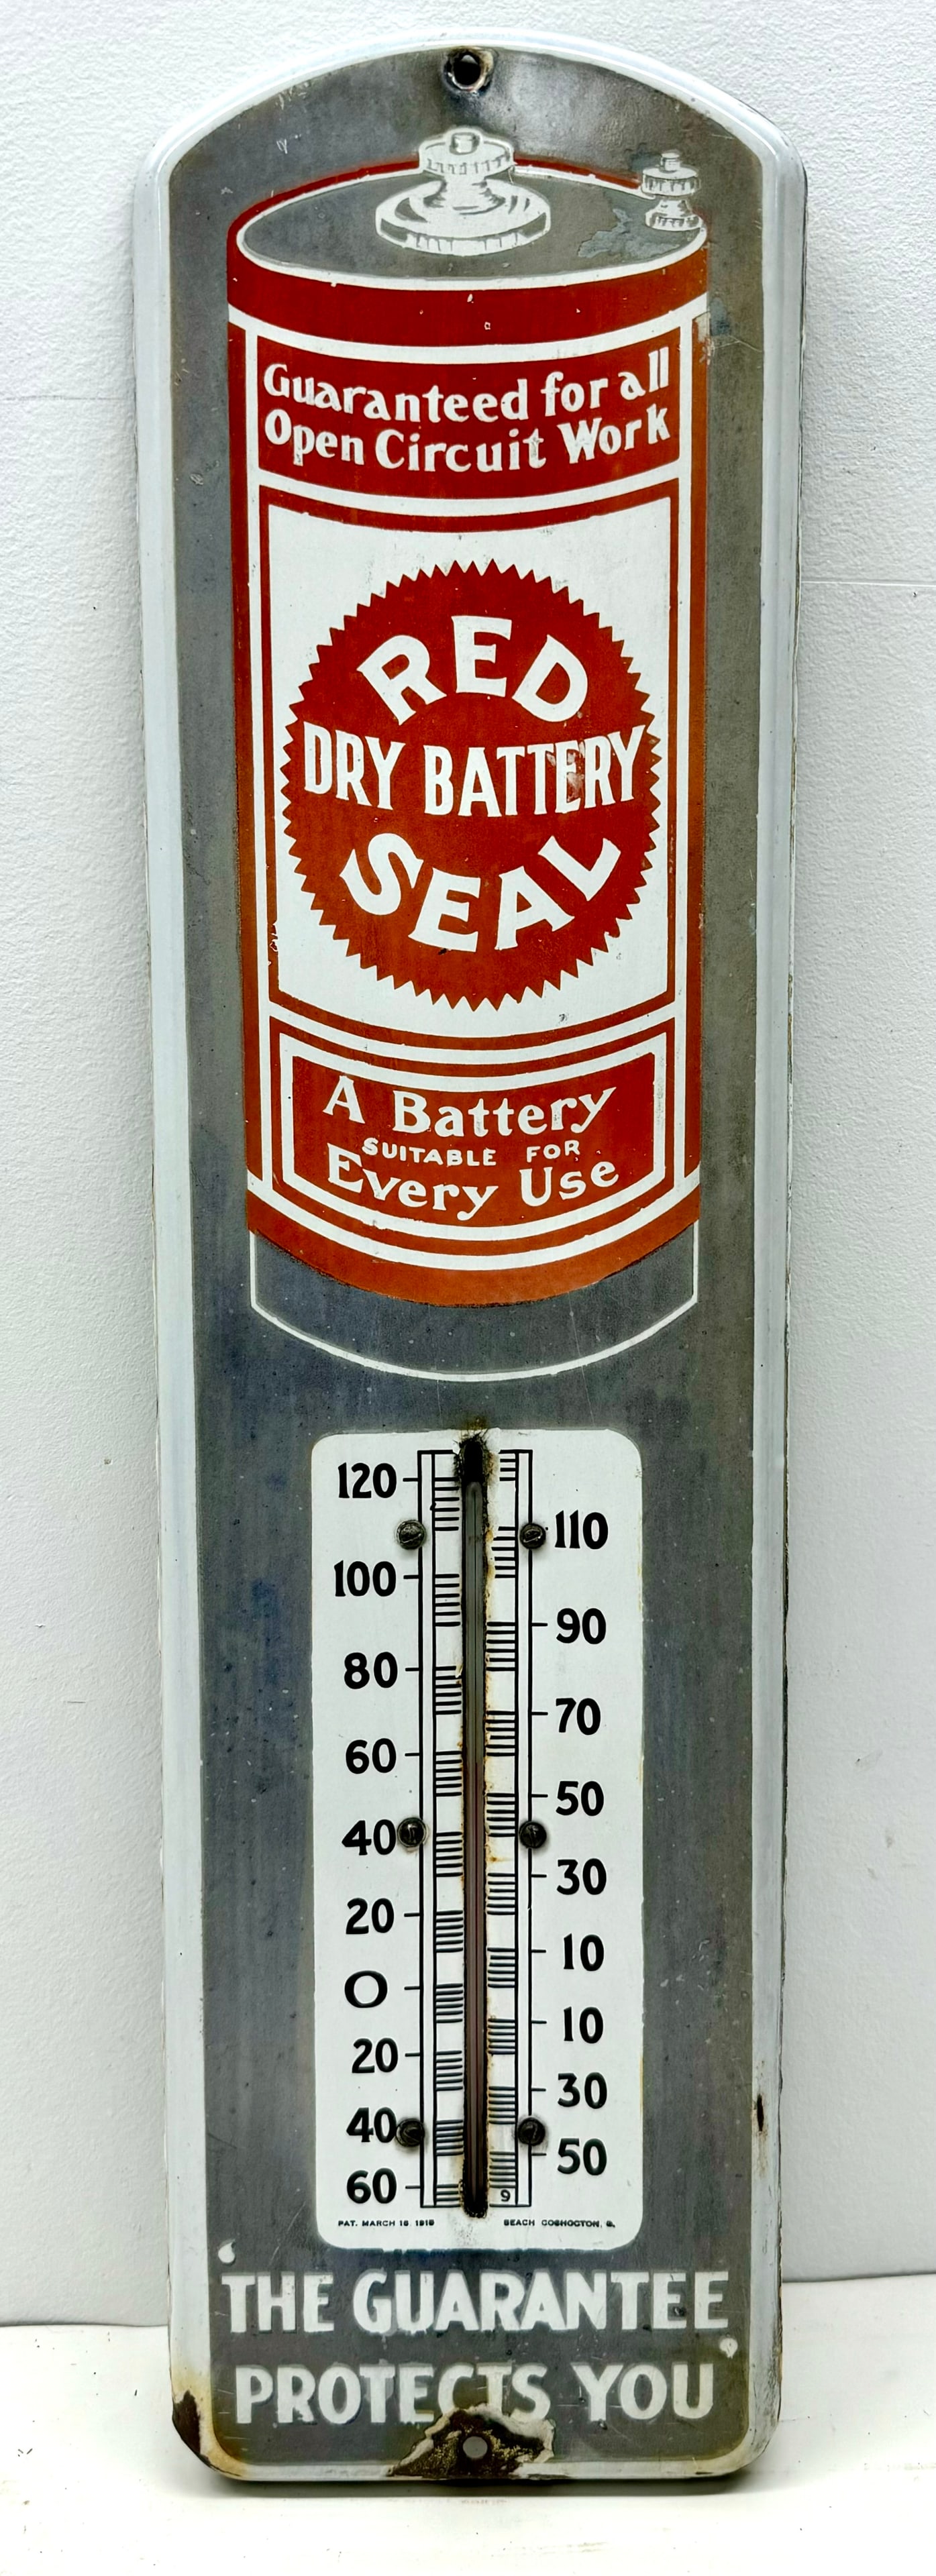 Guaranteed for all
Open Circuit Work
RED
DRY BATTERY
SEAL
A Battery
SUITABLE FOR
Every Use
120
110
100
90
80
70
60
50
40
30
20
10
0
10
20
30
40
50
60
9
PAT. MARCH 16. 1915 BEACH COSHOCTON, O.
"THE GUARANTEE
PROTECTS YOU"